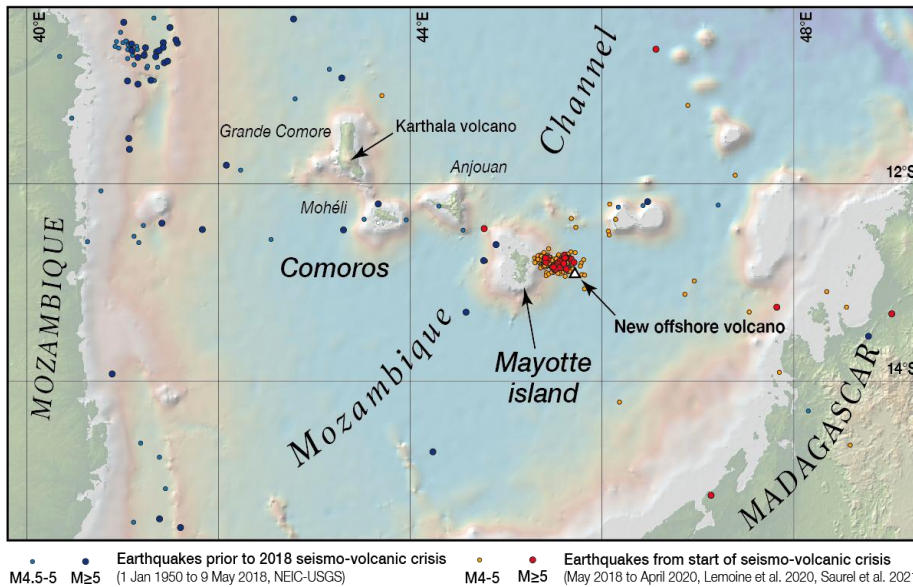 40°E
44°E
48°E
Channel
Grande Comore
Karthala volcano
Anjouan
12°S
Mohéli
MOZAMBIQUE
Comoros
New offshore volcano
Mozambique
Mayotte
island
14°S
MADAGASCAR
M4.5-5 M≥5 Earthquakes prior to 2018 seismo-volcanic crisis
(1 Jan 1950 to 9 May 2018, NEIC-USGS)
M4-5 M≥5 Earthquakes from start of seismo-volcanic crisis
(May 2018 to April 2020, Lemoine et al. 2020, Saurel et al.